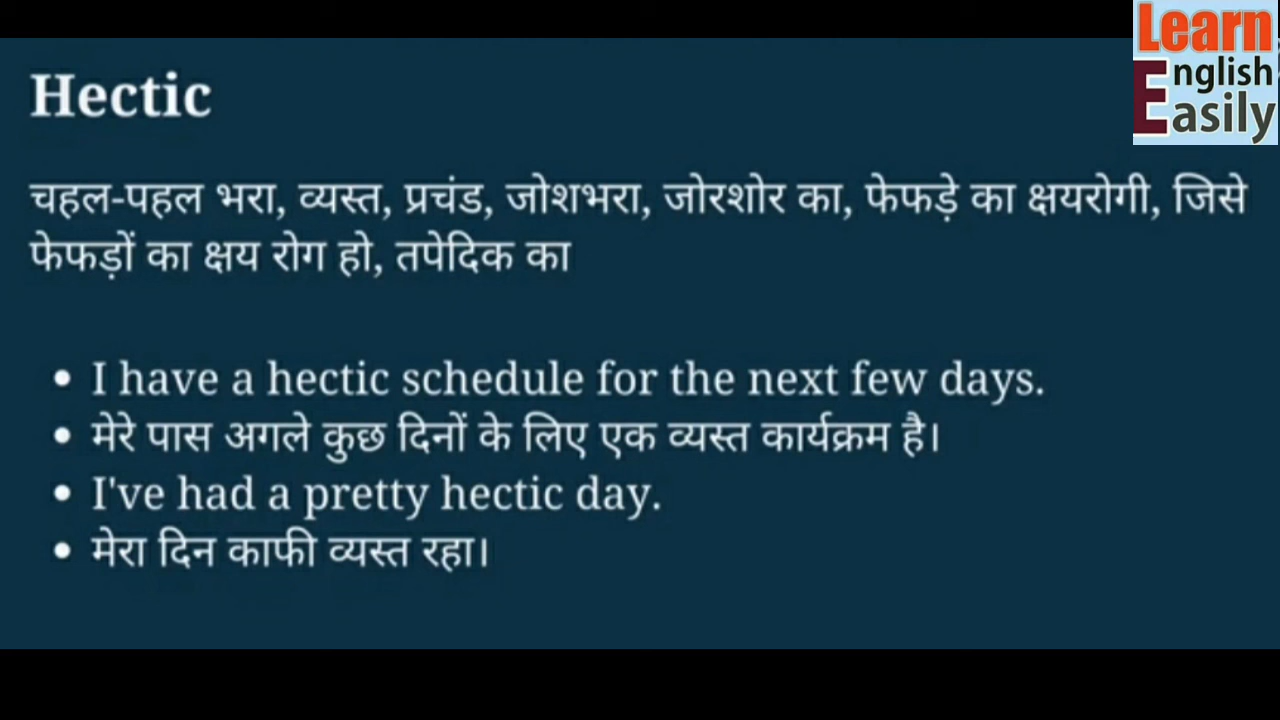 Learn
English
Easily
Hectic
चहल-पहल भरा, व्यस्त, प्रचंड, जोशभरा, जोरशोर का, फेफड़े का क्षयरोगी, जिसे
फेफड़ों का क्षय रोग हो, तपेदिक का
• I have a hectic schedule for the next few days.
• मेरे पास अगले कुछ दिनों के लिए एक व्यस्त कार्यक्रम है।
• I've had a pretty hectic day.
• मेरा दिन काफी व्यस्त रहा।